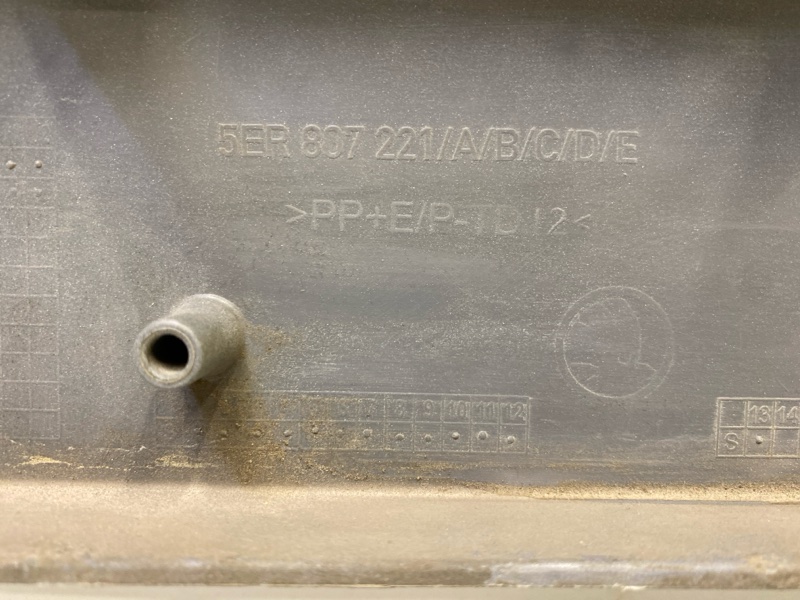 5ER 807 221/A/B/C/D/E
>PP+E/P-TD12<
8 9 10 11 12
13 14
S